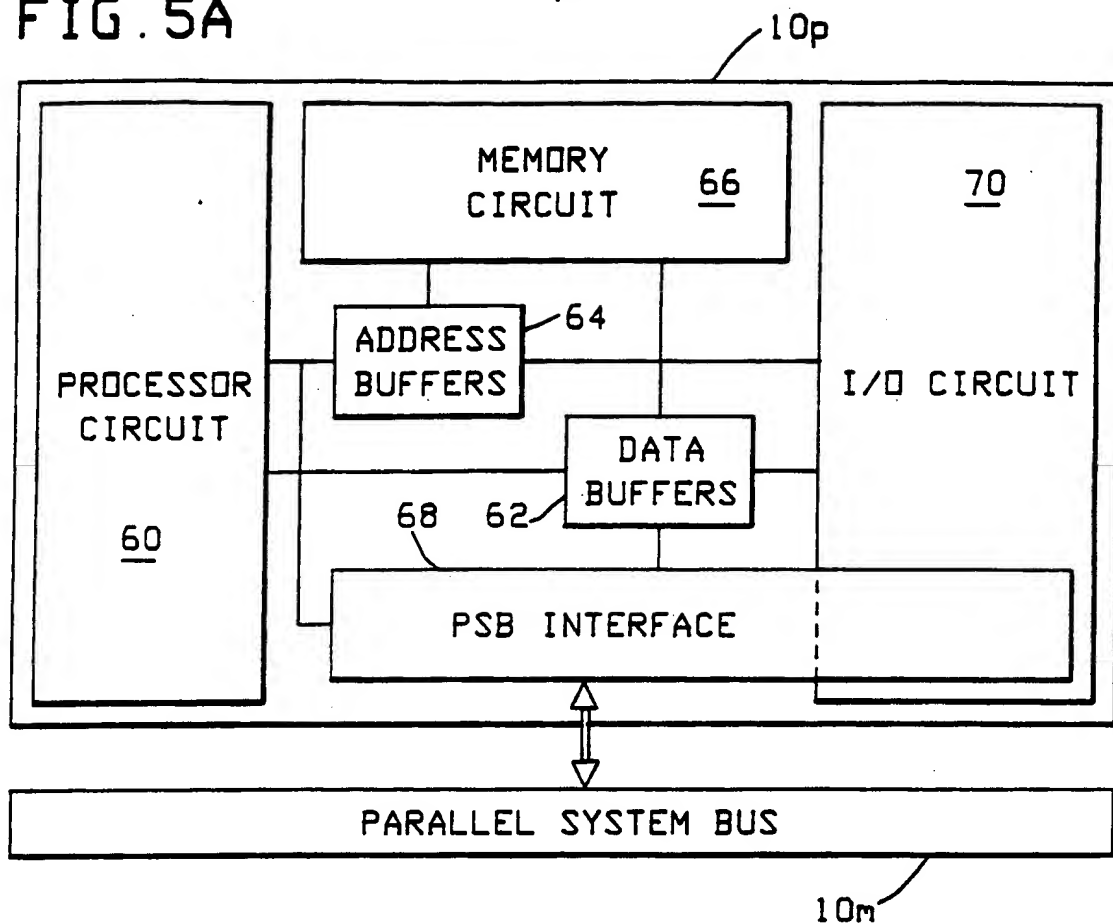 FIG. 5A
10p
MEMORY
CIRCUIT
66
70
64
ADDRESS
BUFFERS
PROCESSOR
CIRCUIT
I/O CIRCUIT
DATA
BUFFERS
68
62
60
PSB INTERFACE
PARALLEL SYSTEM BUS
10m